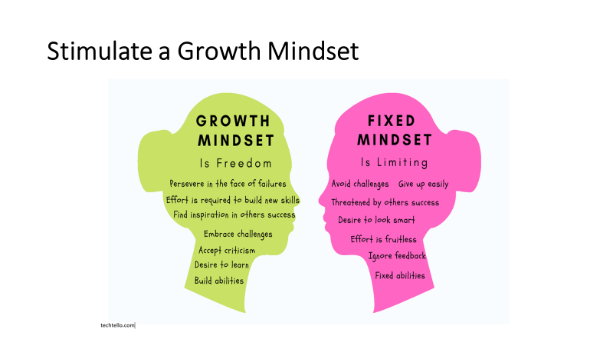 Stimulate a Growth Mindset
GROWTH
MINDSET
Is Freedom
Persevere in the face of failures
Effort is required to build new skills
Find inspiration in others success
Embrace challenges
Accept criticism
Desire to learn
Build abilities
FIXED
MINDSET
Is Limiting
Avoid challenges Give up easily
Threatened by others success
Desire to look smart
Effort is fruitless
Ignore feedback
Fixed abilities
techtello.com